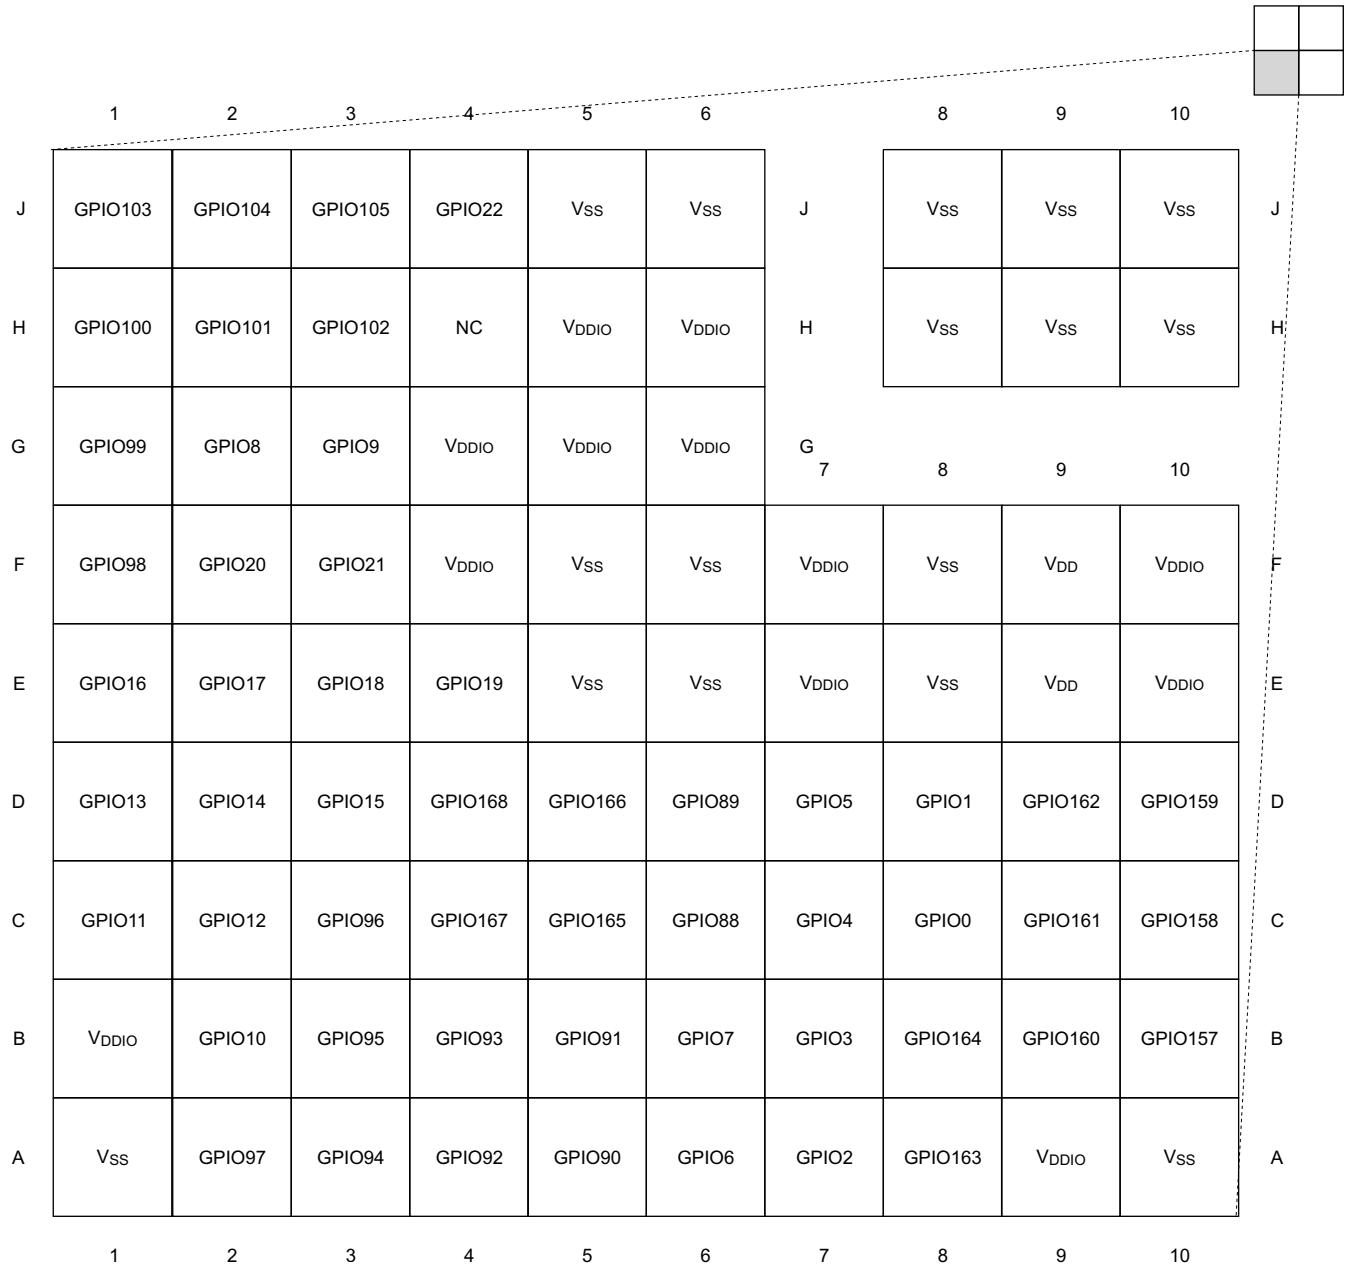 1 2 3 4 5 6 8 9 10
J GPIO103 GPIO104 GPIO105 GPIO22 VSS VSS J VSS VSS VSS J
H GPIO100 GPIO101 GPIO102 NC VDDIO VDDIO H VSS VSS VSS H
G GPIO99 GPIO8 GPIO9 VDDIO VDDIO VDDIO G
7 8 9 10
F GPIO98 GPIO20 GPIO21 VDDIO VSS VSS VDDIO VSS VDD VDDIO F
E GPIO16 GPIO17 GPIO18 GPIO19 VSS VSS VDDIO VSS VDD VDDIO E
D GPIO13 GPIO14 GPIO15 GPIO168 GPIO166 GPIO89 GPIO5 GPIO1 GPIO162 GPIO159 D
C GPIO11 GPIO12 GPIO96 GPIO167 GPIO165 GPIO88 GPIO4 GPIO0 GPIO161 GPIO158 C
B VDDIO GPIO10 GPIO95 GPIO93 GPIO91 GPIO7 GPIO3 GPIO164 GPIO160 GPIO157 B
A VSS GPIO97 GPIO94 GPIO92 GPIO90 GPIO6 GPIO2 GPIO163 VDDIO VSS A
1 2 3 4 5 6 7 8 9 10